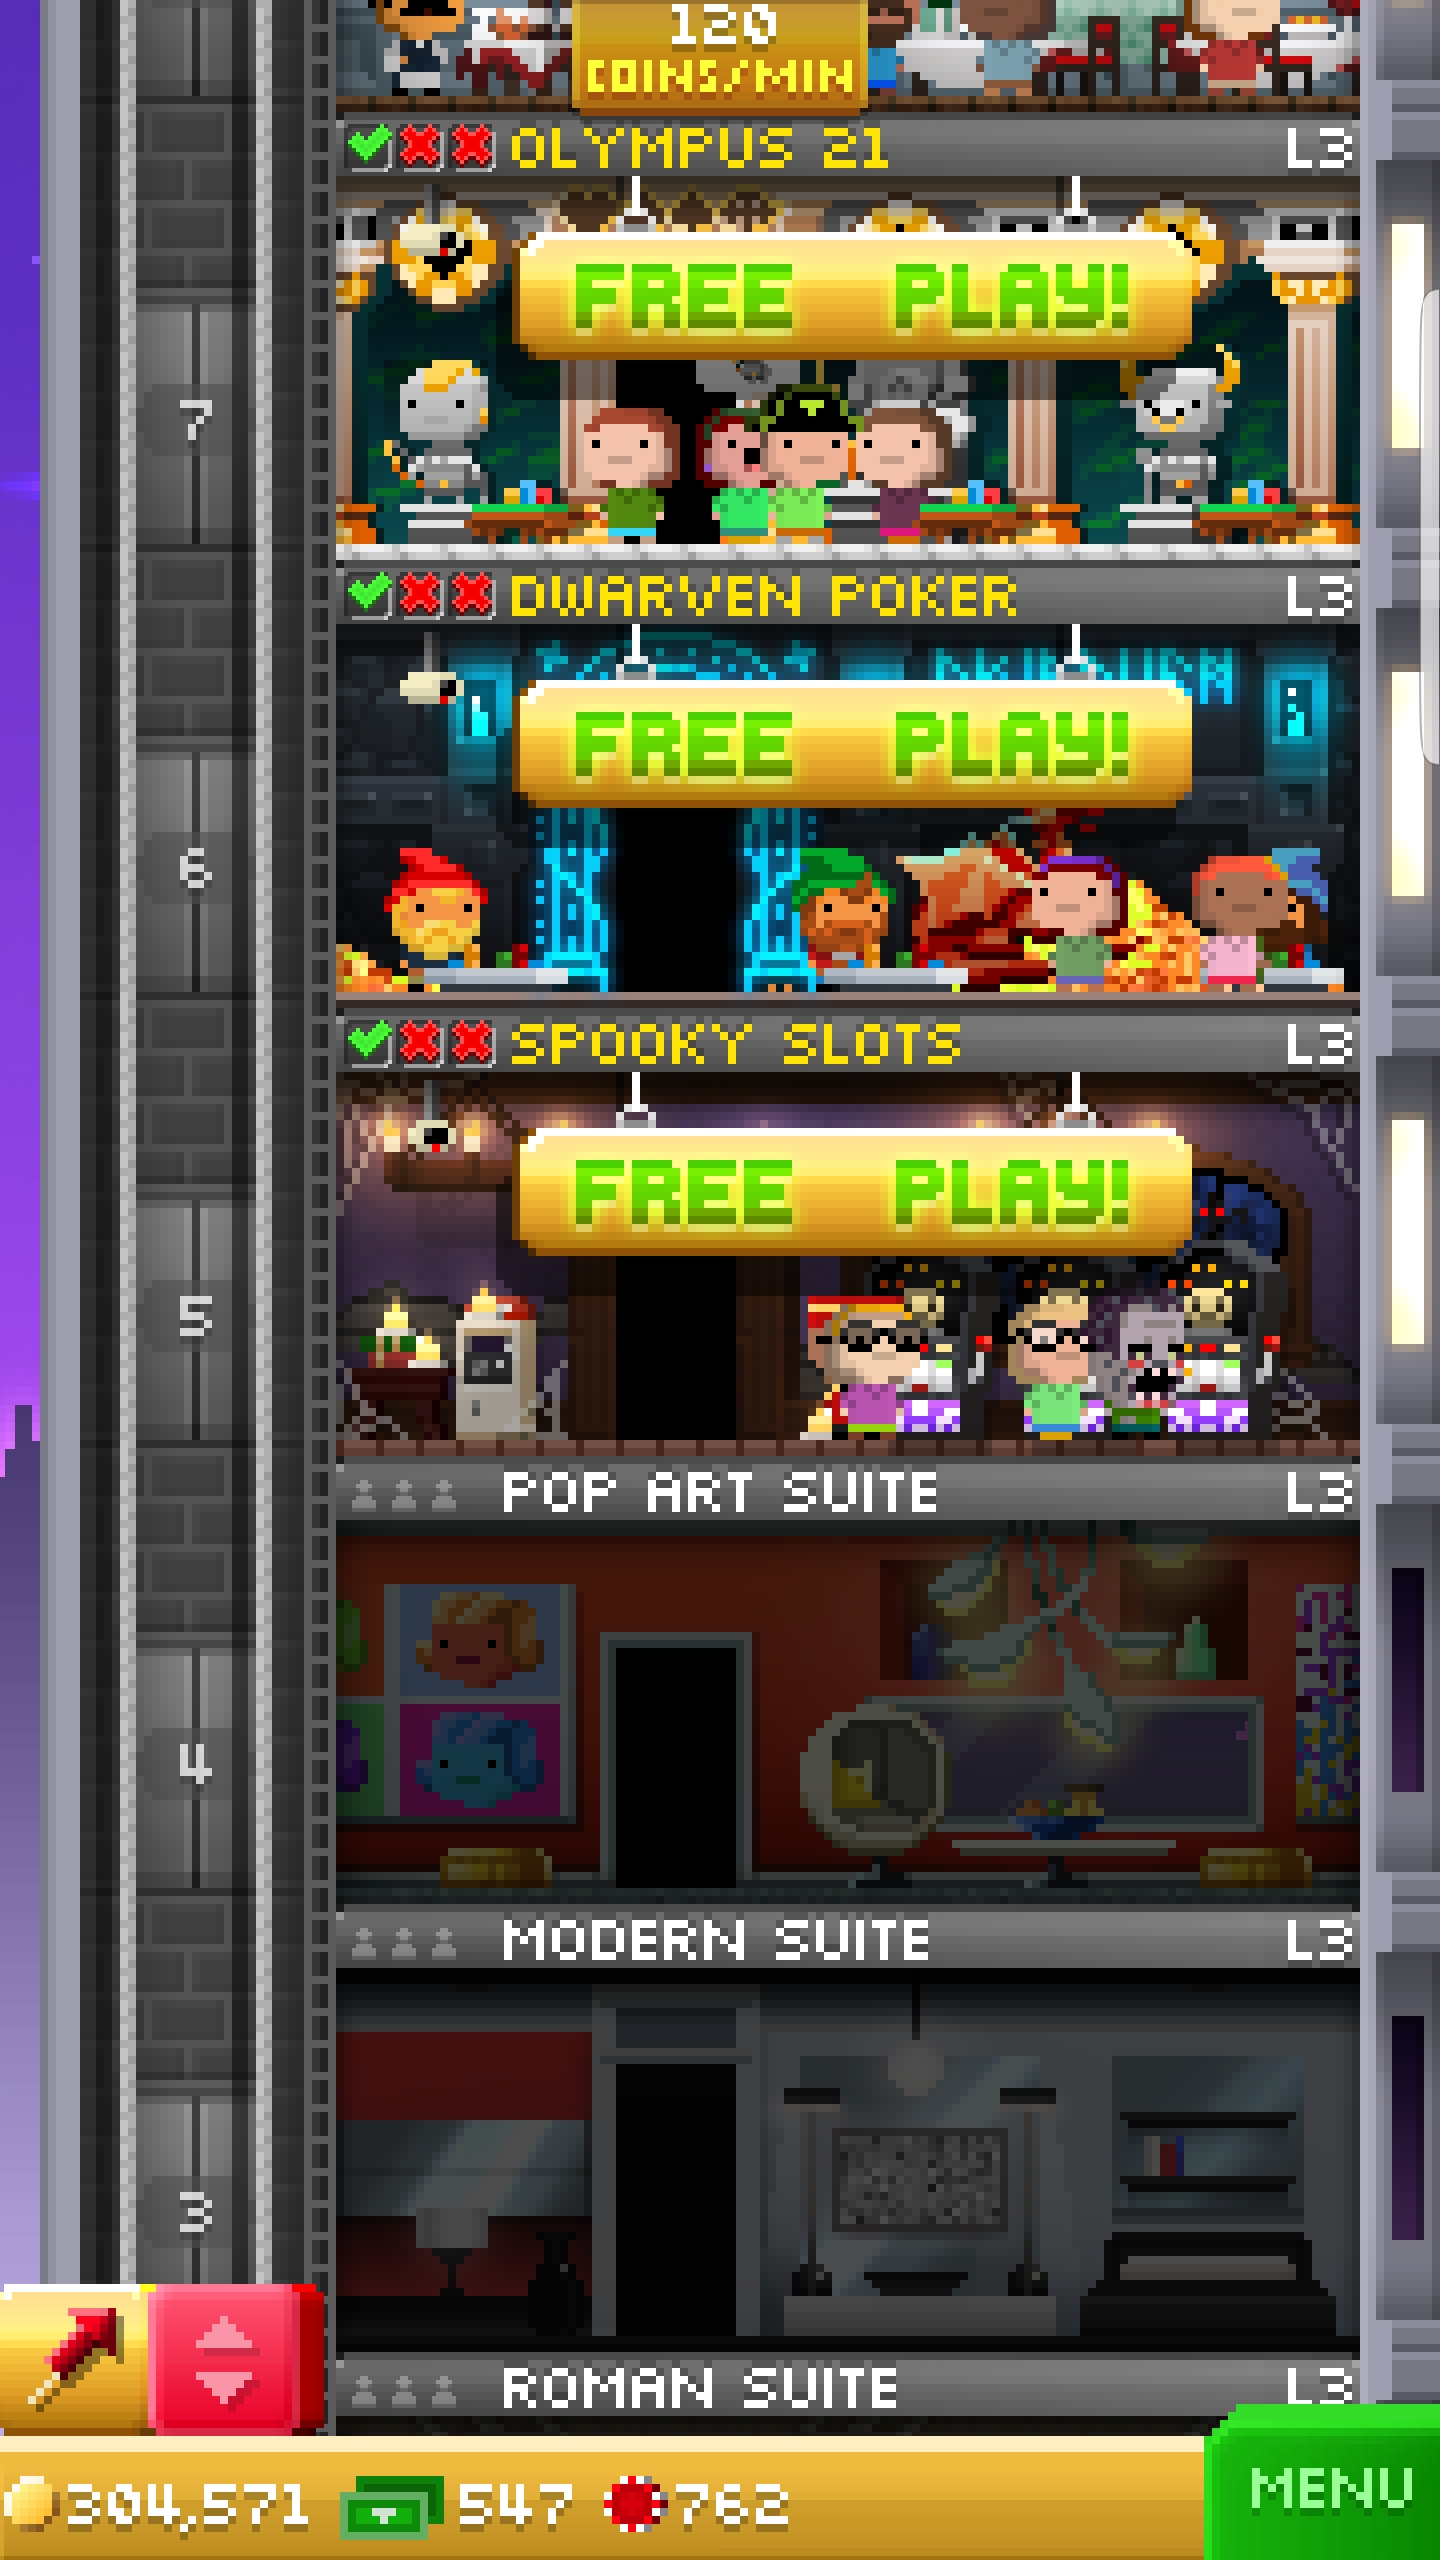 120
COINS/MIN
OLYMPUS 21 L3
FREE PLAY!
7
DWARVEN POKER L3
FREE PLAY!
6
SPOOKY SLOTS L3
FREE PLAY!
5
POP ART SUITE L3
4
MODERN SUITE L3
3
ROMAN SUITE L3
304,571 547 762 MENU